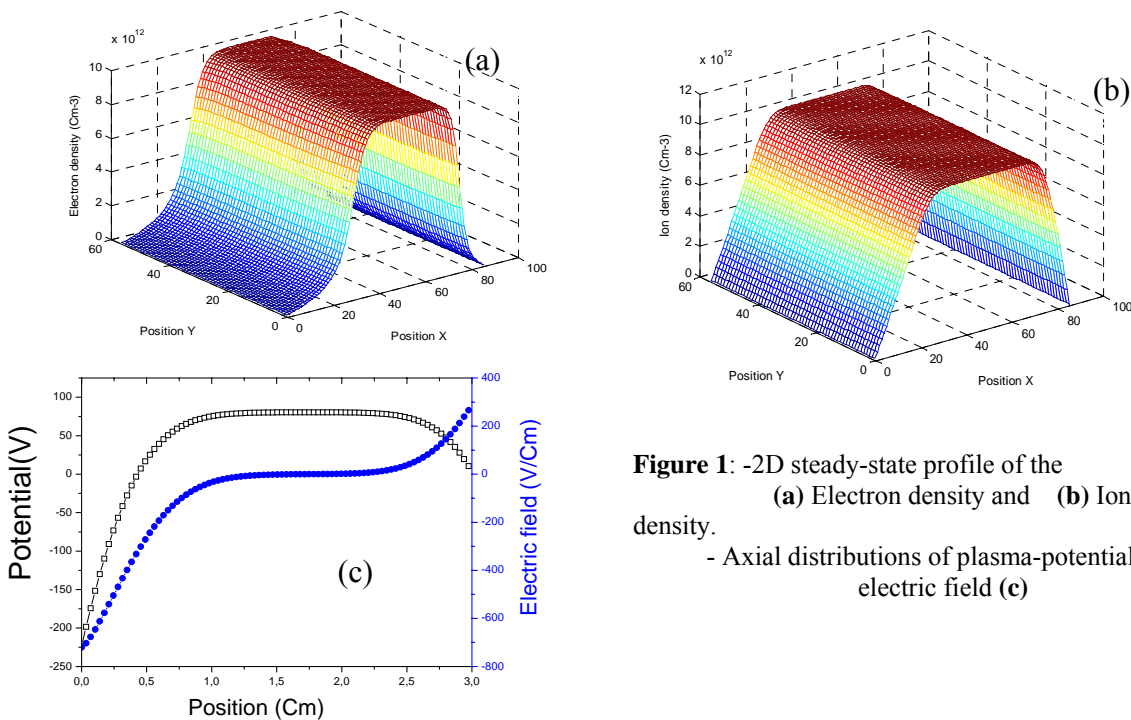 x 10^12
(a)
10
8
6
4
2
0
Electron density (Cm-3)
60
40
20
0
Position Y
0
20
40
60
80
100
Position X
x 10^12
(b)
12
10
8
6
4
2
0
Ion density (Cm-3)
60
40
20
0
Position Y
0
20
40
60
80
100
Position X
100
50
0
-50
-100
-150
-200
-250
Potential(V)
400
200
0
-200
-400
-600
-800
Electric field (V/Cm)
(c)
0,0 0,5 1,0 1,5 2,0 2,5 3,0
Position (Cm)
Figure 1: -2D steady-state profile of the
(a) Electron density and (b) Ion
density.
- Axial distributions of plasma-potential
electric field (c)